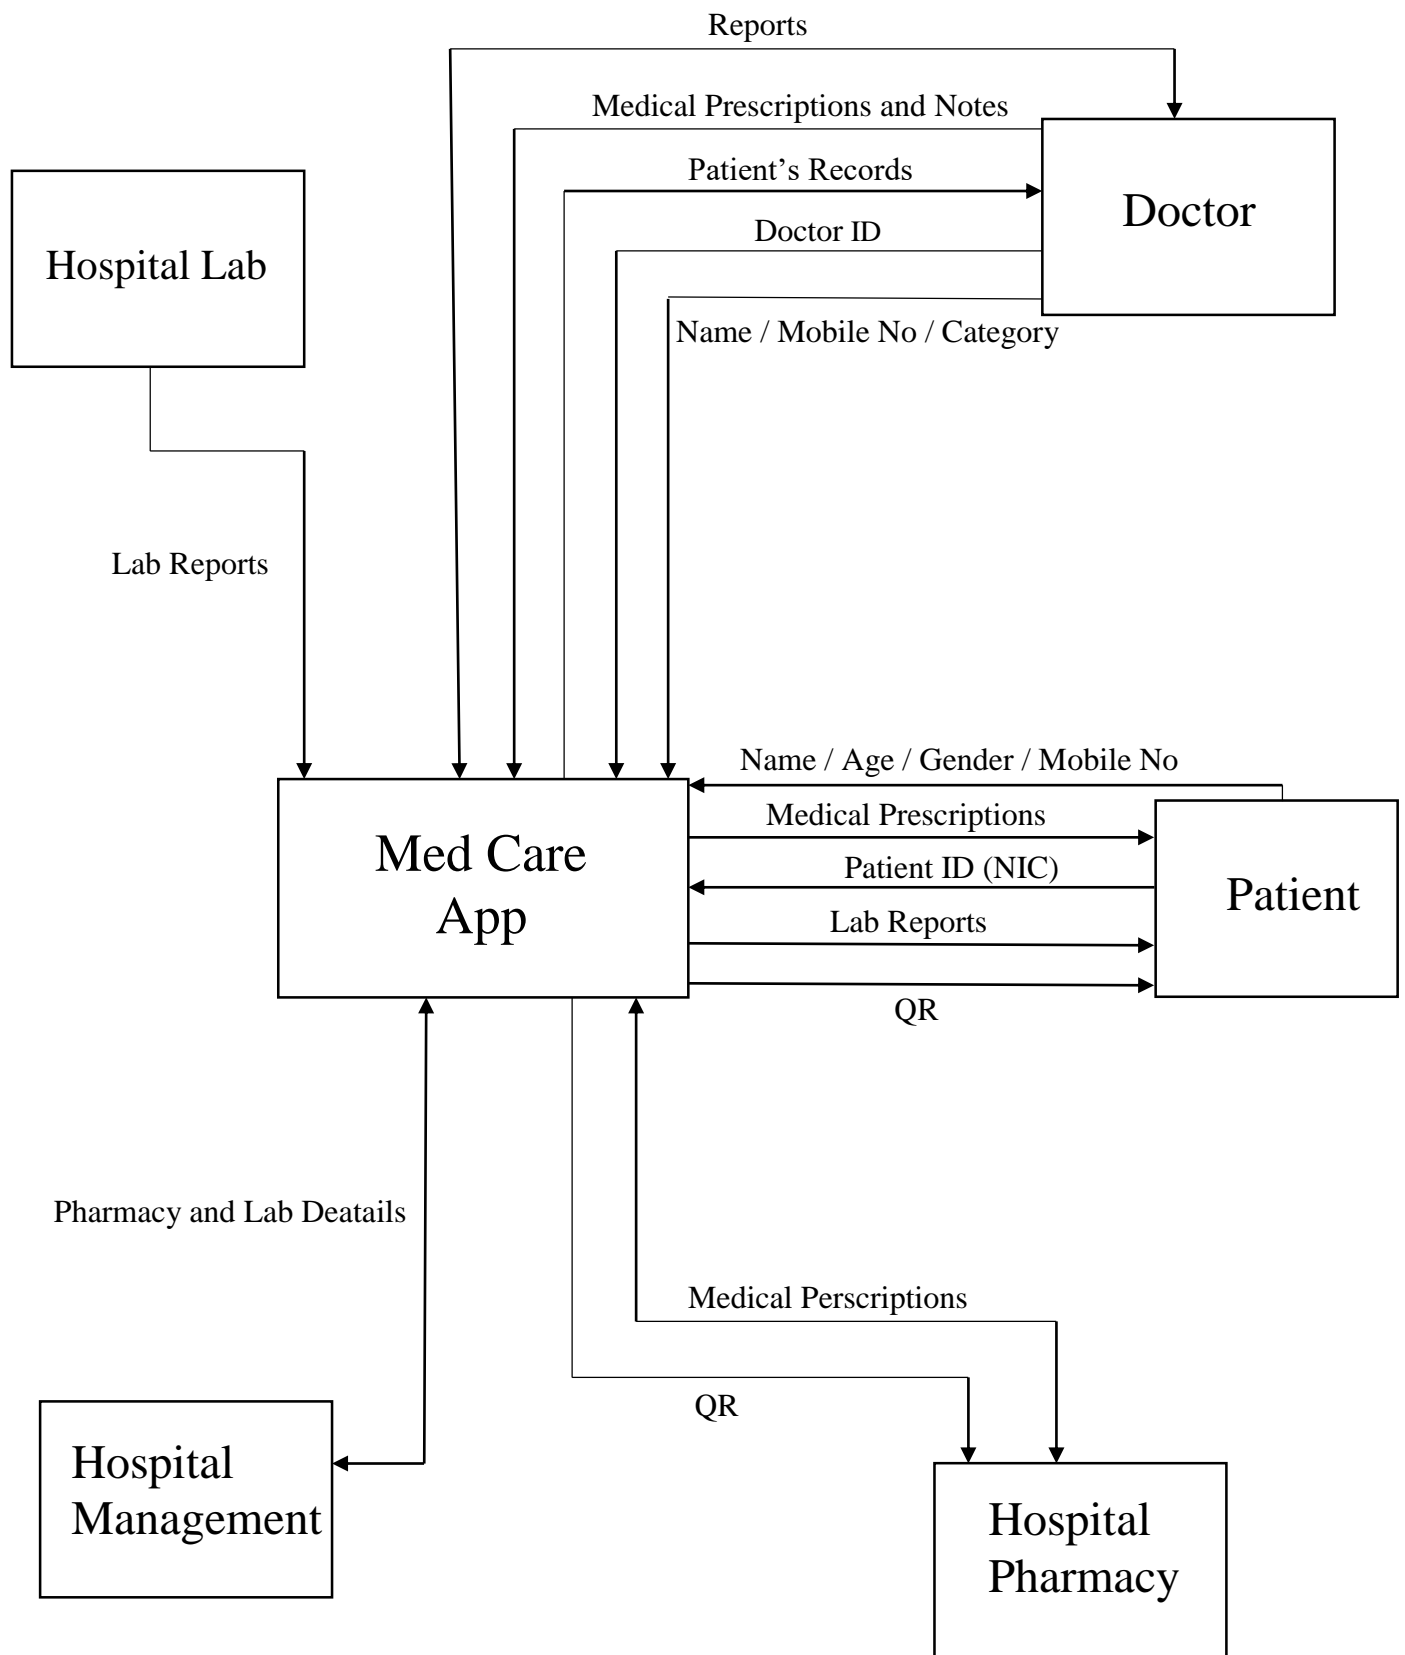 Reports
Medical Prescriptions and Notes
Patient’s Records
Doctor
Doctor ID
Hospital Lab
Name / Mobile No / Category
Lab Reports
Name / Age / Gender / Mobile No
Medical Prescriptions
Med Care
App
Patient ID (NIC)
Patient
Lab Reports
QR
Pharmacy and Lab Deatails
Medical Perscriptions
QR
Hospital
Management
Hospital
Pharmacy